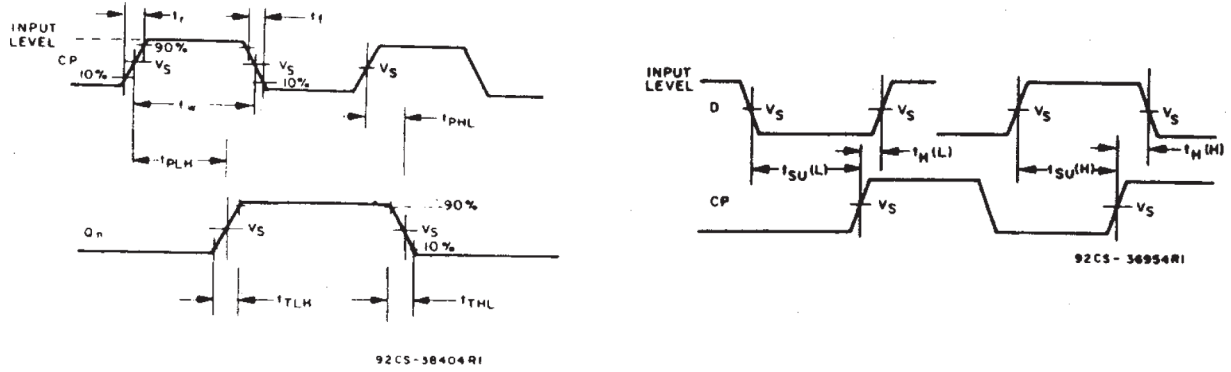 INPUT LEVEL
CP
10%
tr
90%
VS
tf
VS
10%
VS
tw
tPHL
tPLH
Qn
90%
VS
VS
10%
tTLH
tTHL
92CS-38404R1
INPUT LEVEL
D
VS
VS
VS
VS
tH(L)
tH(H)
tSU(L)
tSU(H)
CP
VS
VS
92CS-36954R1